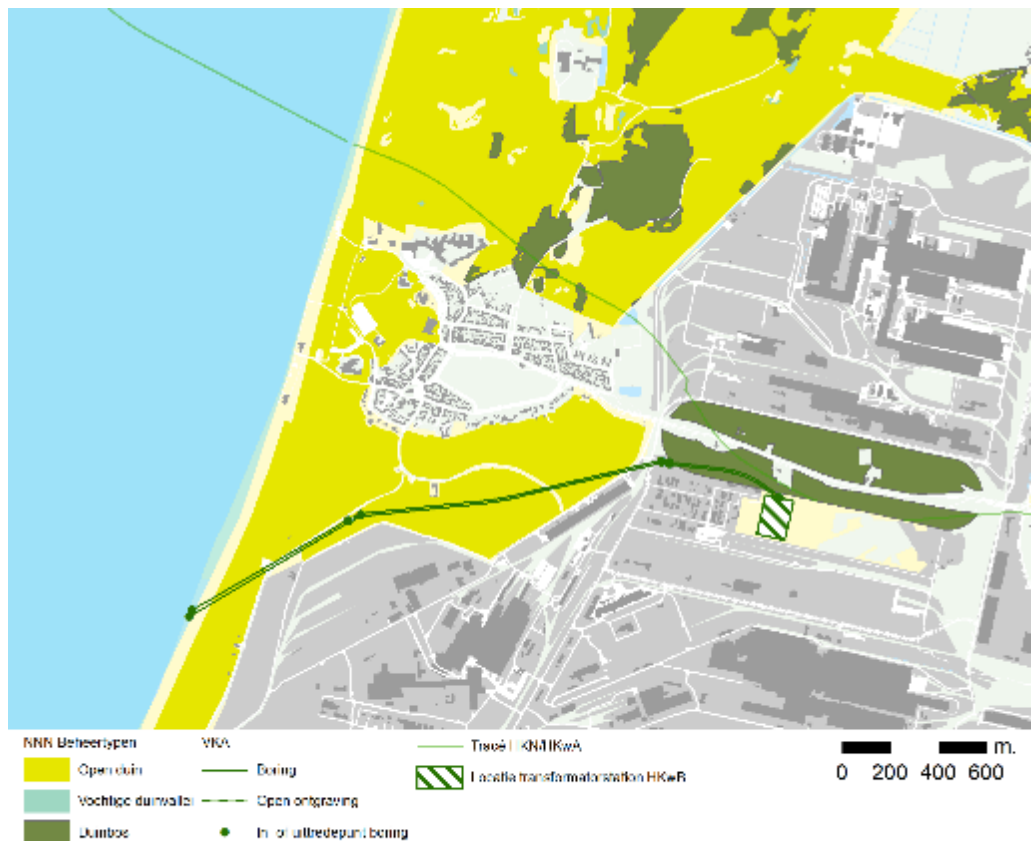 NNN Beheertypen
Open duin
Vochtige duinvallei
Duinbos
VKA
Boring
Open ontgraving
In- of uittredepunt boring
Tracé HKN/HKwA
Locatie transformatorstation HKwB
m.
0 200 400 600